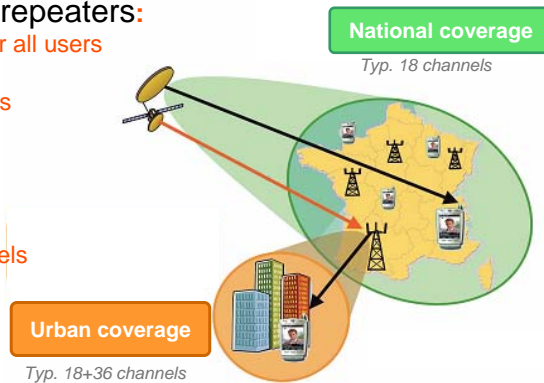 repeaters:
r all users
s
els
National coverage
Typ. 18 channels
Urban coverage
Typ. 18+36 channels